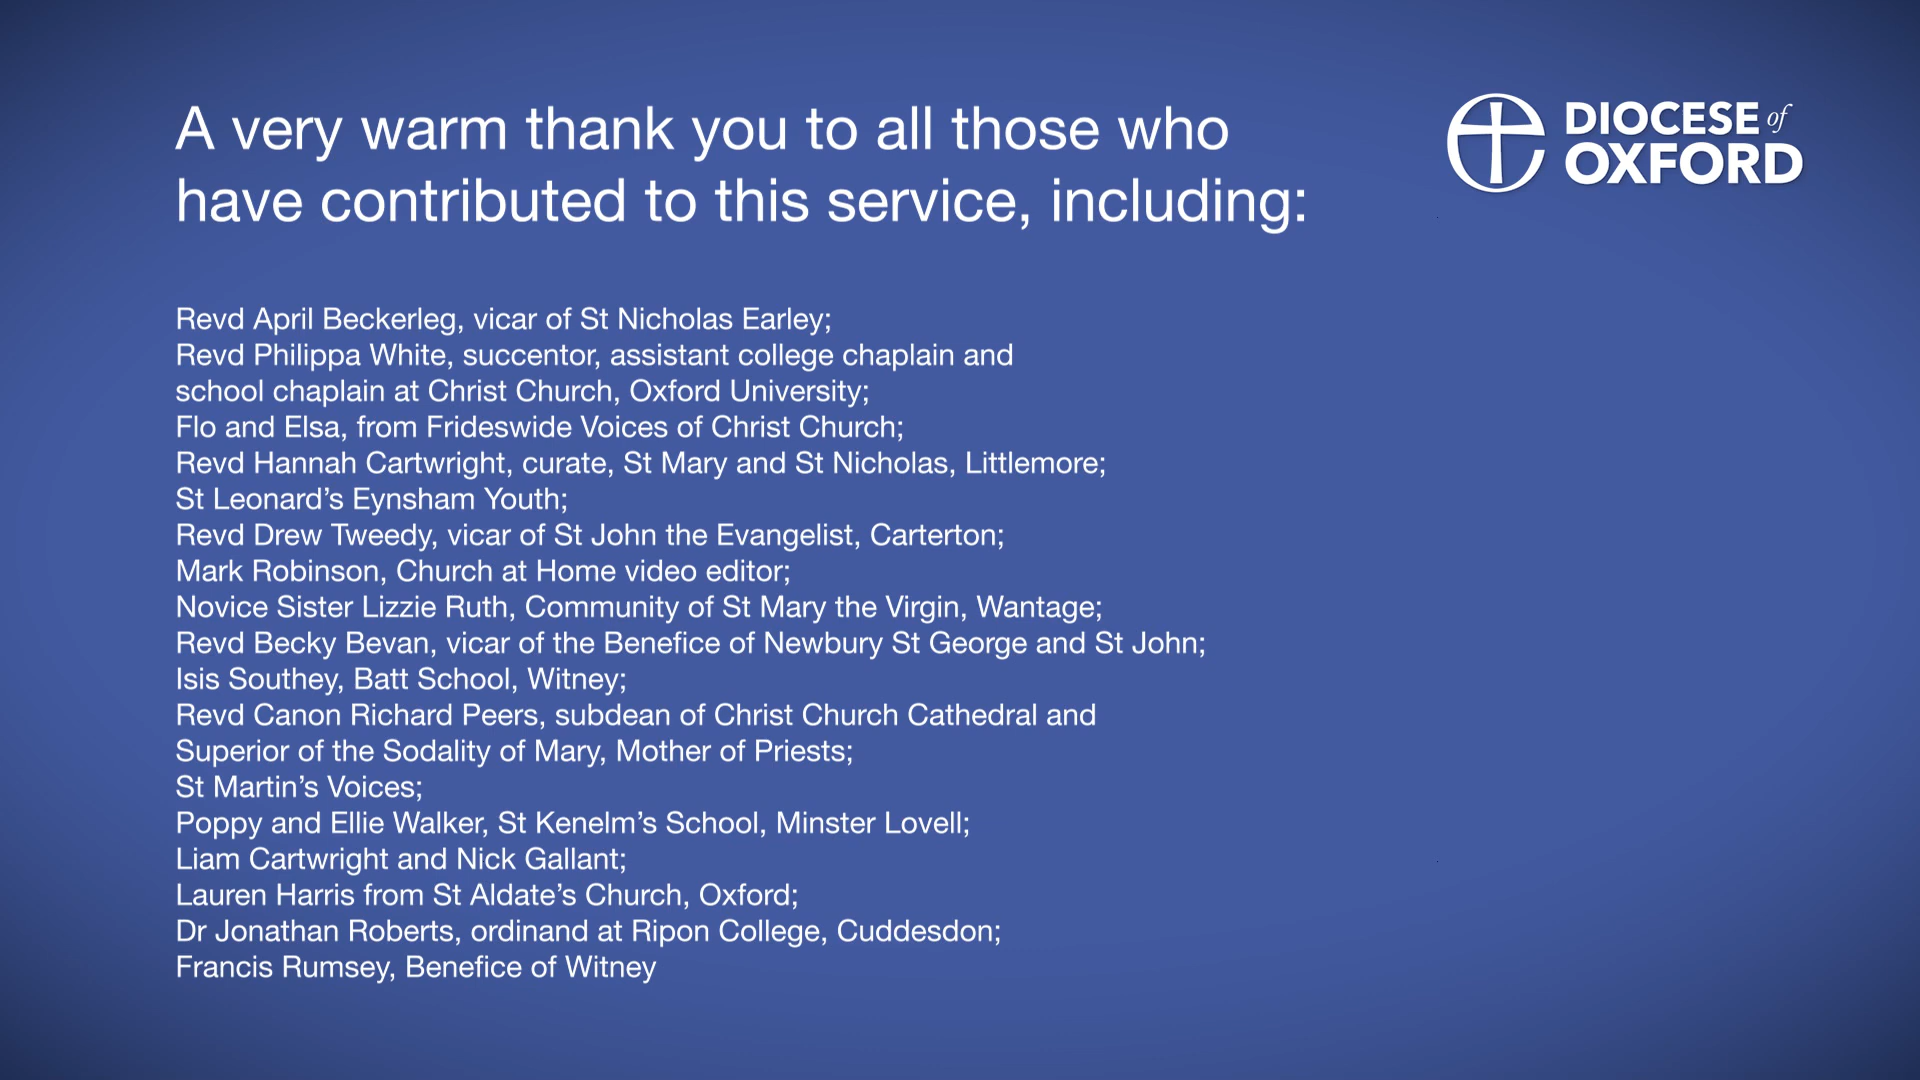 A very warm thank you to all those who
have contributed to this service, including:
DIOCESE of
OXFORD
Revd April Beckerleg, vicar of St Nicholas Earley;
Revd Philippa White, succentor, assistant college chaplain and
school chaplain at Christ Church, Oxford University;
Flo and Elsa, from Frideswide Voices of Christ Church;
Revd Hannah Cartwright, curate, St Mary and St Nicholas, Littlemore;
St Leonard’s Eynsham Youth;
Revd Drew Tweedy, vicar of St John the Evangelist, Carterton;
Mark Robinson, Church at Home video editor;
Novice Sister Lizzie Ruth, Community of St Mary the Virgin, Wantage;
Revd Becky Bevan, vicar of the Benefice of Newbury St George and St John;
Isis Southey, Batt School, Witney;
Revd Canon Richard Peers, subdean of Christ Church Cathedral and
Superior of the Sodality of Mary, Mother of Priests;
St Martin’s Voices;
Poppy and Ellie Walker, St Kenelm’s School, Minster Lovell;
Liam Cartwright and Nick Gallant;
Lauren Harris from St Aldate’s Church, Oxford;
Dr Jonathan Roberts, ordinand at Ripon College, Cuddesdon;
Francis Rumsey, Benefice of Witney